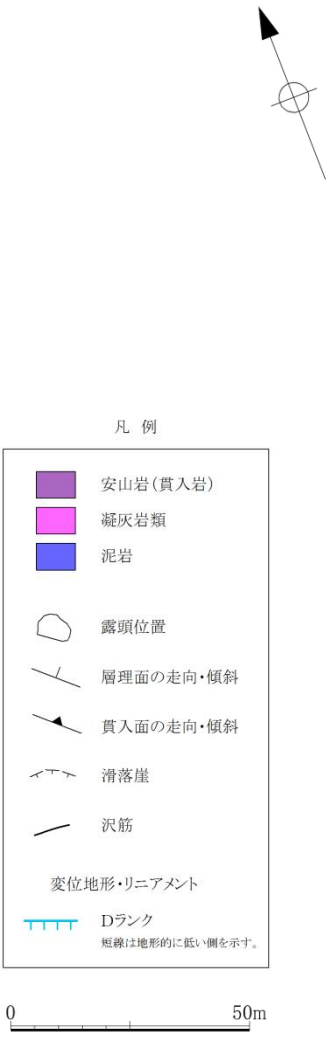 凡 例
安山岩(貫入岩)
凝灰岩類
泥岩
露頭位置
層理面の走向・傾斜
貫入面の走向・傾斜
滑落崖
沢筋
変位地形・リニアメント
Dランク
短線は地形的に低い側を示す。
0 50m